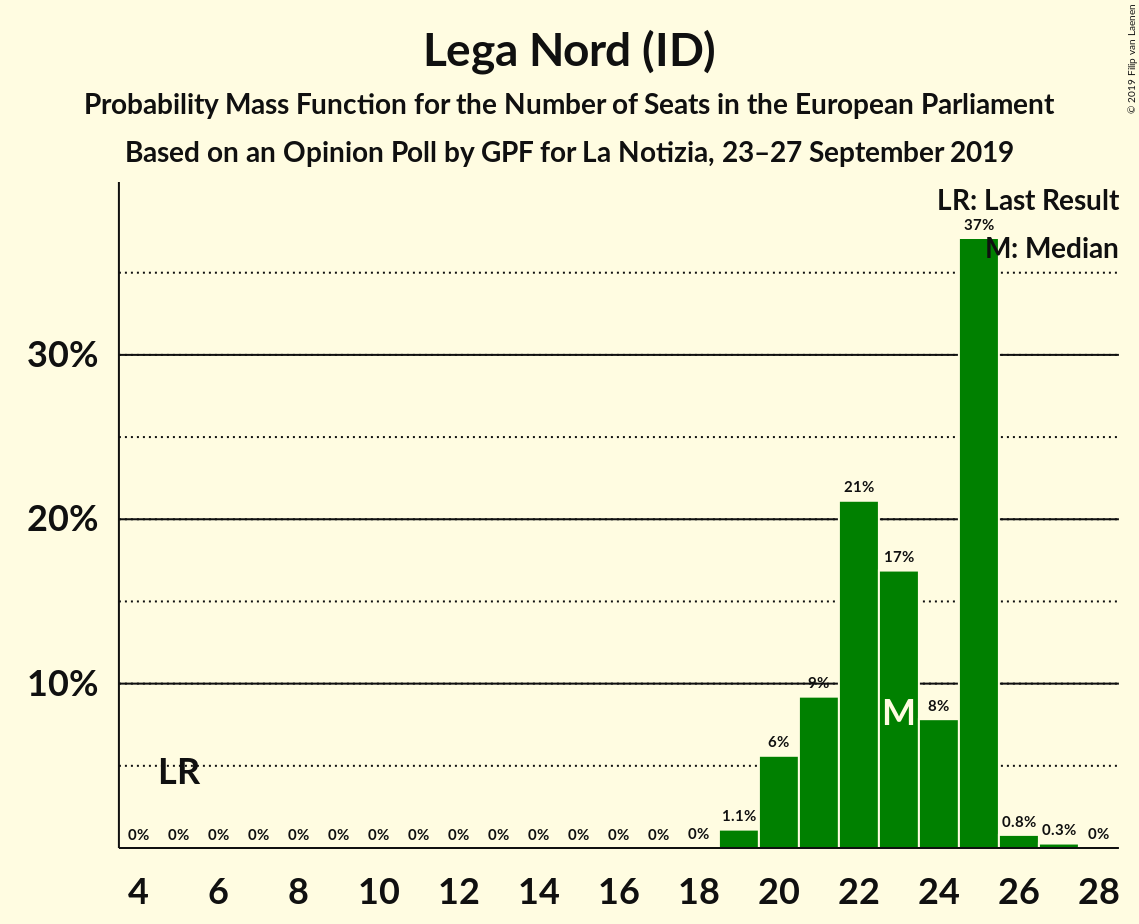 Lega Nord (ID)
Probability Mass Function for the Number of Seats in the European Parliament
Based on an Opinion Poll by GPF for La Notizia, 23–27 September 2019
© 2019 Filip van Laenen
LR: Last Result
M: Median
37%
30%
21%
20%
17%
10%
9%
M
8%
6%
LR
0% 0% 0% 0% 0% 0% 0% 0% 0% 0% 0% 0% 0% 0% 0% 1.1% 0.8% 0.3% 0%
4 6 8 10 12 14 16 18 20 22 24 26 28